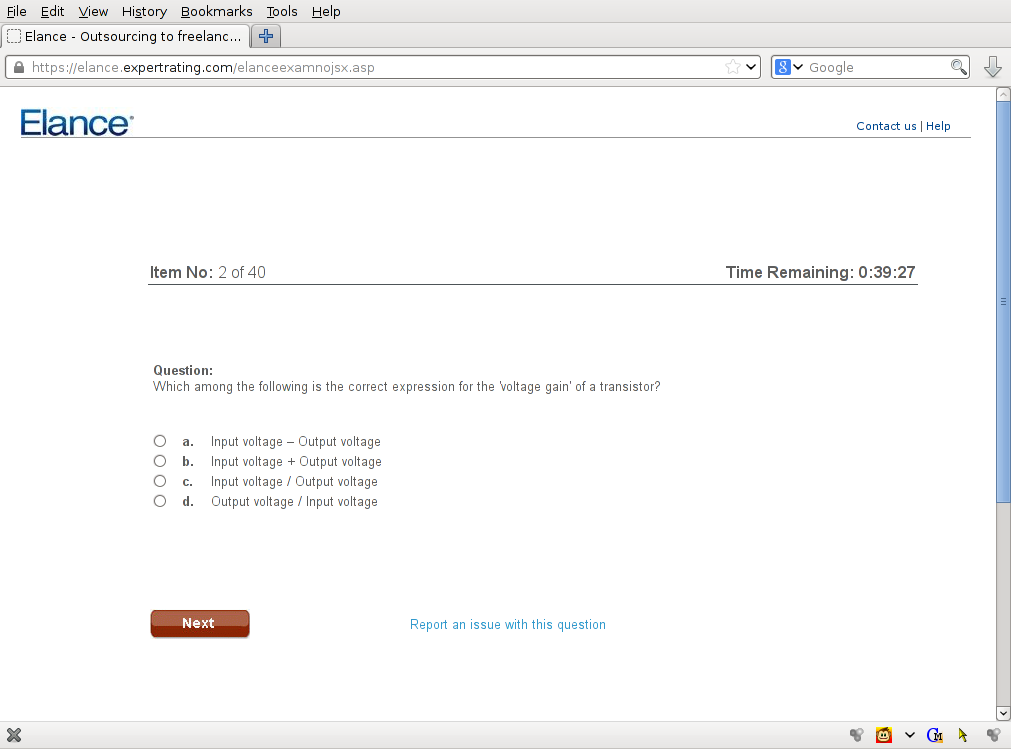 File Edit View History Bookmarks Tools Help
Elance - Outsourcing to freelanc...
https://elance.expertrating.com/elanceexamnojsx.asp
8 Google
Elance
Contact us | Help
Item No: 2 of 40
Time Remaining: 0:39:27
Question:
Which among the following is the correct expression for the 'voltage gain' of a transistor?
a. Input voltage – Output voltage
b. Input voltage + Output voltage
c. Input voltage / Output voltage
d. Output voltage / Input voltage
Next
Report an issue with this question
GM